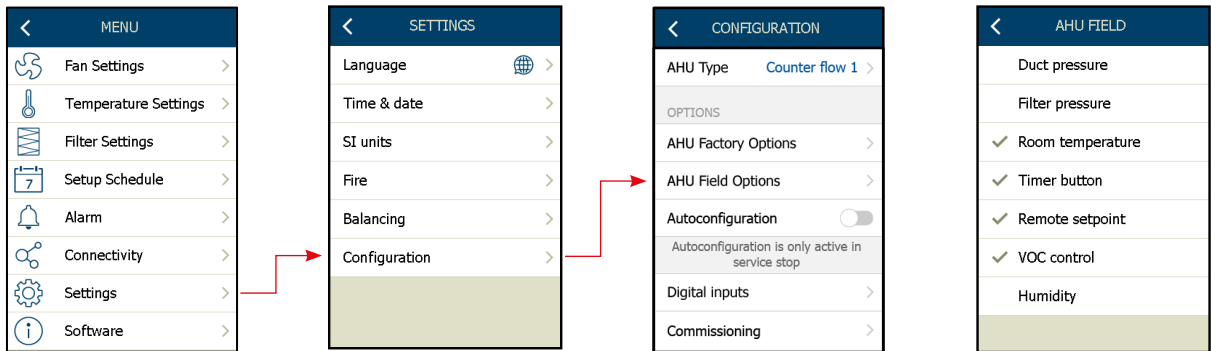 MENU
Fan Settings
Temperature Settings
Filter Settings
7
Setup Schedule
Alarm
Connectivity
Settings
i
Software
SETTINGS
Language
Time & date
SI units
Fire
Balancing
Configuration
CONFIGURATION
AHU Type Counter flow 1
OPTIONS
AHU Factory Options
AHU Field Options
Autoconfiguration
Autoconfiguration is only active in
service stop
Digital inputs
Commissioning
AHU FIELD
Duct pressure
Filter pressure
Room temperature
Timer button
Remote setpoint
VOC control
Humidity